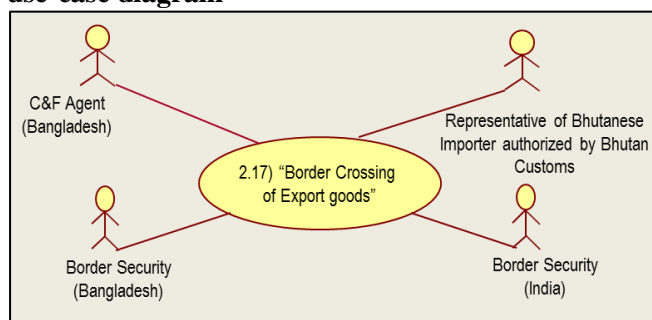 use case diagram
C&F Agent
(Bangladesh)
Representative of Bhutanese
Importer authorized by Bhutan
Customs
2.17) “Border Crossing
of Export goods”
Border Security
(Bangladesh)
Border Security
(India)